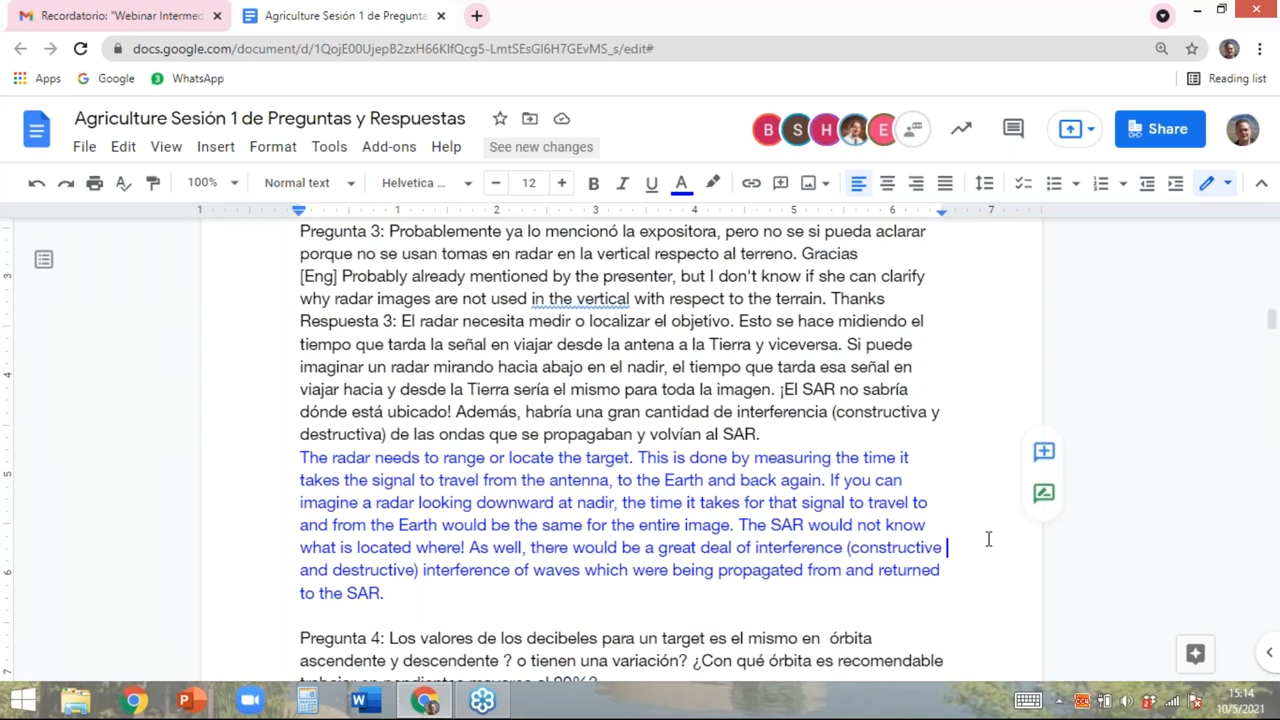 Recordatorio: "Webinar Intermed
Agriculture Sesión 1 de Pregunta
docs.google.com/document/d/1QojE00UjepB2zxH66KIfQcg5-LmtSEsGl6H7GEvMS_s/edit#
Apps Google WhatsApp Reading list
Agriculture Sesión 1 de Preguntas y Respuestas
B S H E Share
File Edit View Insert Format Tools Add-ons Help See new changes
100% Normal text Helvetica ... 12 B I U A
1 1 2 3 4 5 6 7
Pregunta 3: Probablemente ya lo mencionó la expositora, pero no se si pueda aclarar
porque no se usan tomas en radar en la vertical respecto al terreno. Gracias
[Eng] Probably already mentioned by the presenter, but I don't know if she can clarify
why radar images are not used in the vertical with respect to the terrain. Thanks
Respuesta 3: El radar necesita medir o localizar el objetivo. Esto se hace midiendo el
tiempo que tarda la señal en viajar desde la antena a la Tierra y viceversa. Si puede
imaginar un radar mirando hacia abajo en el nadir, el tiempo que tarda esa señal en
viajar hacia y desde la Tierra sería el mismo para toda la imagen. ¡El SAR no sabría
dónde está ubicado! Además, habría una gran cantidad de interferencia (constructiva y
destructiva) de las ondas que se propagaban y volvían al SAR.
The radar needs to range or locate the target. This is done by measuring the time it
takes the signal to travel from the antenna, to the Earth and back again. If you can
imagine a radar looking downward at nadir, the time it takes for that signal to travel to
and from the Earth would be the same for the entire image. The SAR would not know
what is located where! As well, there would be a great deal of interference (constructive
and destructive) interference of waves which were being propagated from and returned
to the SAR.
Pregunta 4: Los valores de los decibeles para un target es el mismo en órbita
ascendente y descendente ? o tienen una variación? ¿Con qué órbita es recomendable
3
4
5
6
7
15:14
10/5/2021